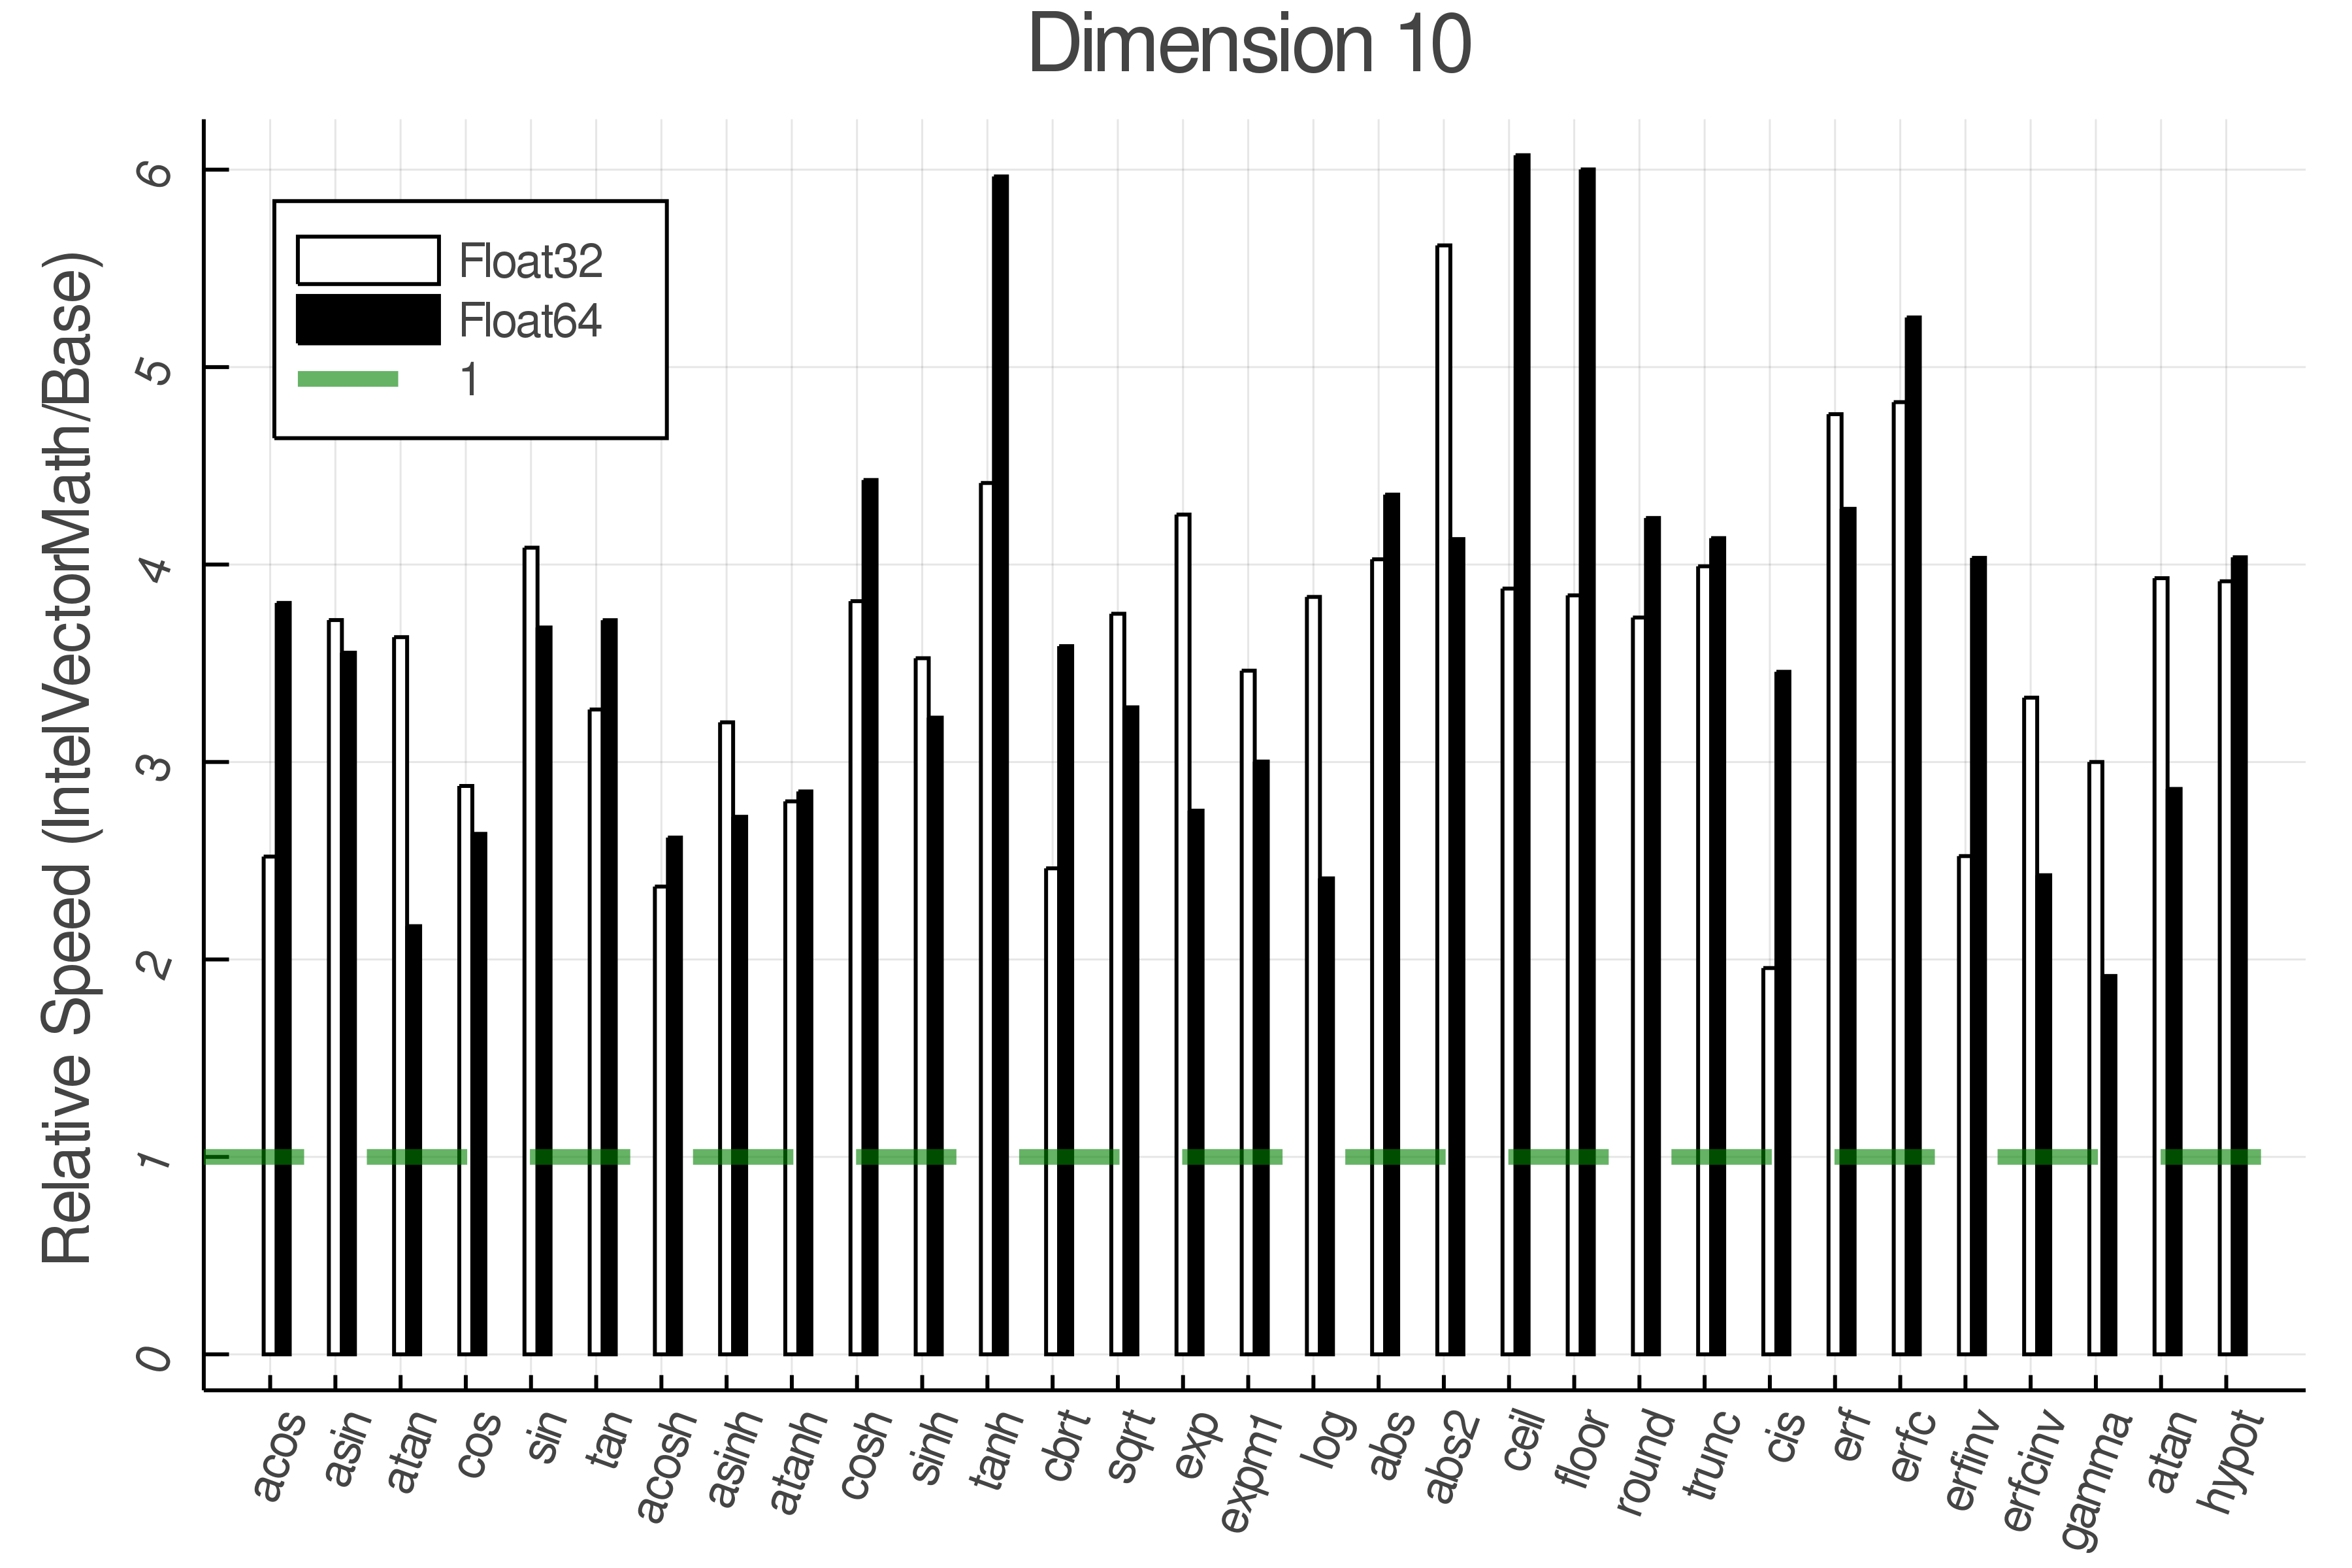 Dimension 10
Relative Speed (IntelVectorMath/Base)
6
5
4
3
2
1
0
Float32
Float64
1
acos
asin
atan
cos
sin
tan
acosh
asinh
atanh
cosh
sinh
tanh
cbrt
sqrt
exp
expm1
log
abs
abs2
ceil
floor
round
trunc
cis
erf
erfc
erfinv
erfcinv
gamma
atan
hypot